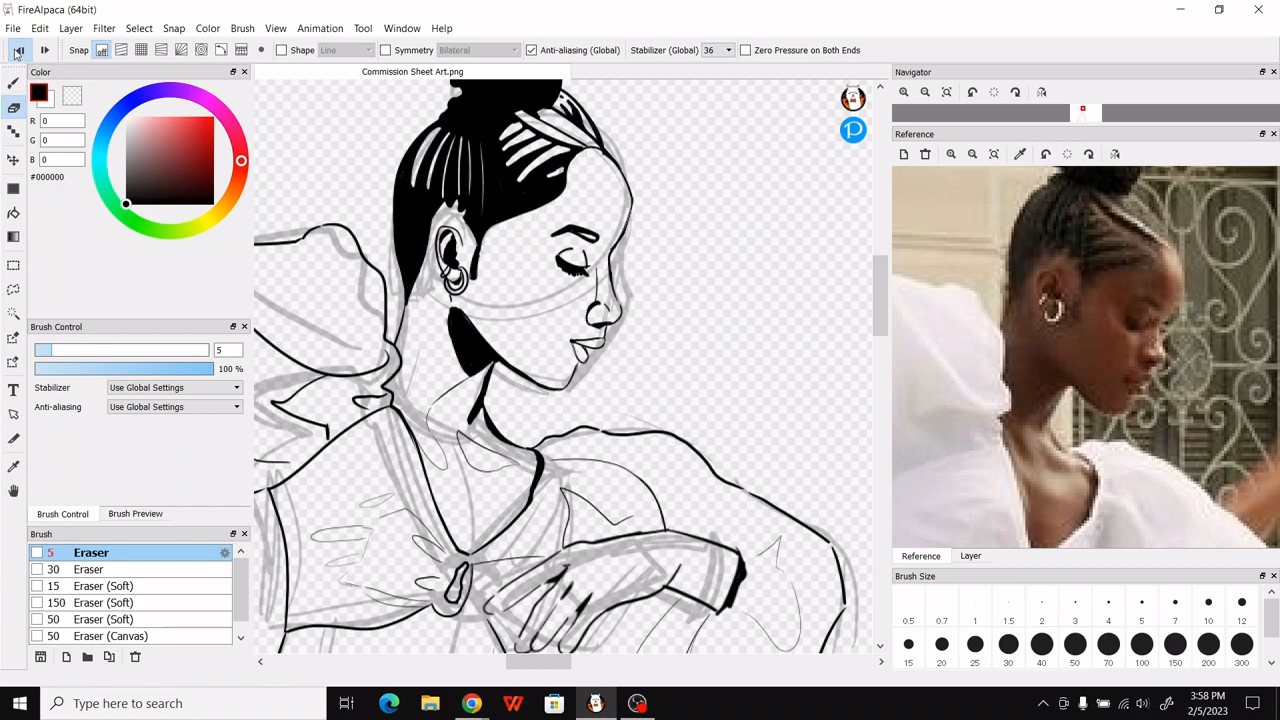 FireAlpaca (64bit)
File Edit Layer Filter Select Snap Color Brush View Animation Tool Window Help
Snap off Shape Line Symmetry Bilateral Anti-aliasing (Global) Stabilizer (Global) 36 Zero Pressure on Both Ends
Color
Commission Sheet Art.png
Navigator
R 0
G 0
B 0
#000000
Reference
Brush Control
5
100 %
Stabilizer Use Global Settings
Anti-aliasing Use Global Settings
Brush Control Brush Preview
Brush
5 Eraser
30 Eraser
15 Eraser (Soft)
150 Eraser (Soft)
50 Eraser (Soft)
50 Eraser (Canvas)
Reference Layer
Brush Size
0.5 0.7 1 1.5 2 3 4 5 7 10 12
15 20 25 30 40 50 70 100 150 200 300
Type here to search
3:58 PM
2/5/2023